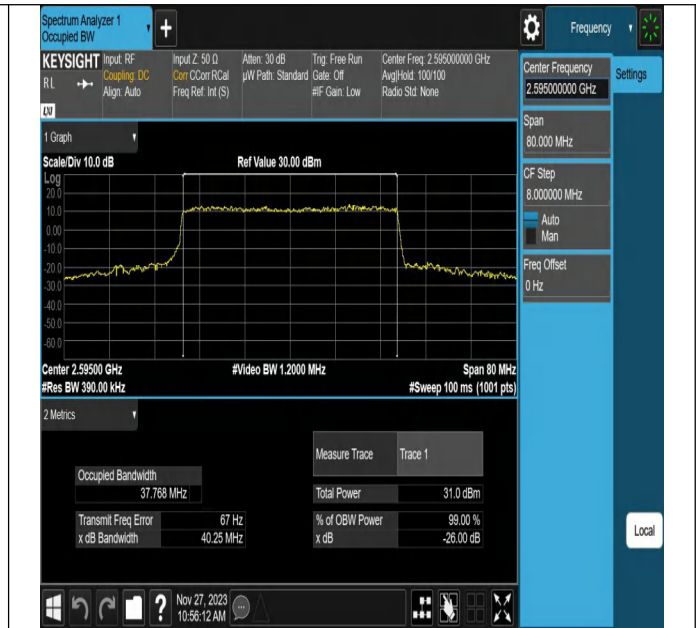 Spectrum Analyzer 1
Occupied BW
+
Frequency
KEYSIGHT
RL
LXI
Input: RF
Coupling: DC
Align: Auto
Input Z: 50 Ω
Corr CCorr RCal
Freq Ref: Int (S)
Atten: 30 dB
µW Path: Standard
Trig: Free Run
Gate: Off
#IF Gain: Low
Center Freq: 2.595000000 GHz
Avg|Hold: 100/100
Radio Std: None
Center Frequency
2.595000000 GHz
Settings
Span
80.000 MHz
CF Step
8.000000 MHz
Auto
Man
Freq Offset
0 Hz
1 Graph
Scale/Div 10.0 dB
Ref Value 30.00 dBm
Log
20.0
10.0
0.00
-10.0
-20.0
-30.0
-40.0
-50.0
-60.0
Center 2.59500 GHz
#Video BW 1.2000 MHz
Span 80 MHz
#Res BW 390.00 kHz
#Sweep 100 ms (1001 pts)
2 Metrics
Measure Trace Trace 1
Occupied Bandwidth
37.768 MHz
Total Power 31.0 dBm
Transmit Freq Error 67 Hz
% of OBW Power 99.00 %
x dB Bandwidth 40.25 MHz
x dB -26.00 dB
Local
?
Nov 27, 2023
10:56:12 AM